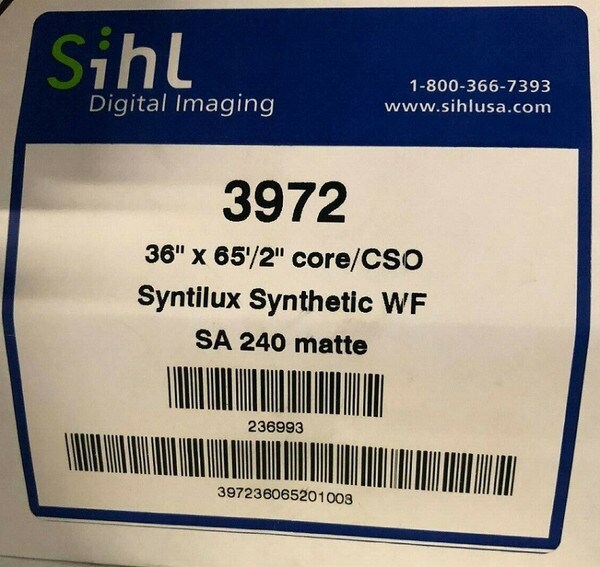 Sihl
Digital Imaging
1-800-366-7393
www.sihlusa.com
3972
36" x 65'/2" core/CSO
Syntilux Synthetic WF
SA 240 matte
236993
397236065201003